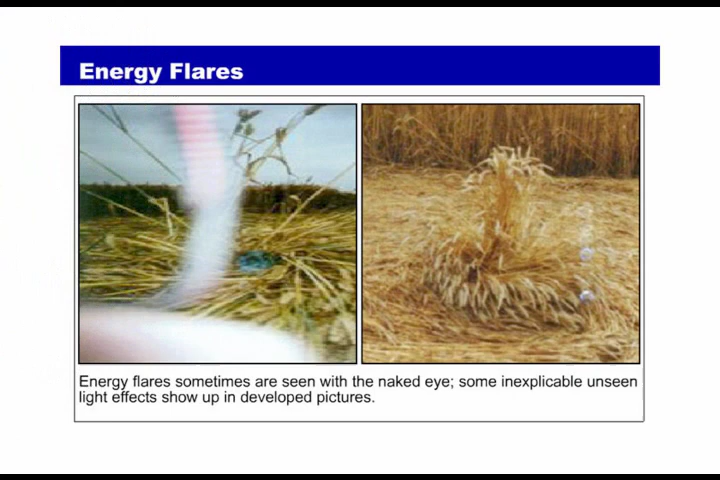 Energy Flares
Energy flares sometimes are seen with the naked eye; some inexplicable unseen
light effects show up in developed pictures.